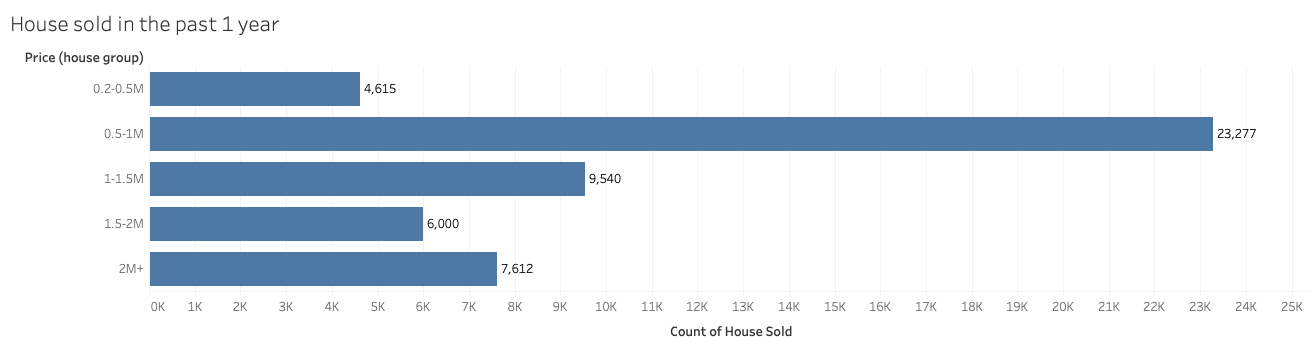 House sold in the past 1 year
Price (house group)
0.2-0.5M 4,615
0.5-1M 23,277
1-1.5M 9,540
1.5-2M 6,000
2M+ 7,612
0K 1K 2K 3K 4K 5K 6K 7K 8K 9K 10K 11K 12K 13K 14K 15K 16K 17K 18K 19K 20K 21K 22K 23K 24K 25K
Count of House Sold